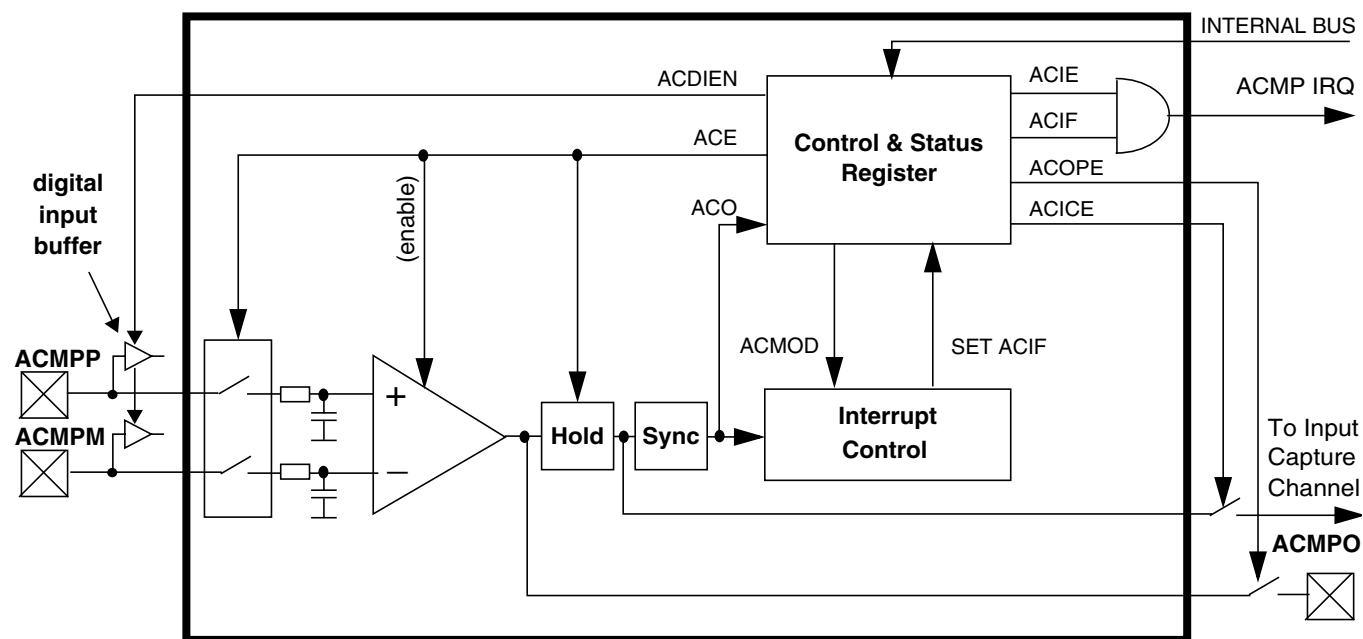 INTERNAL BUS
ACDIEN
ACIE
ACMP IRQ
ACE
Control & Status
Register
ACIF
ACOPE
ACICE
digital
input
buffer
(enable)
ACO
ACMOD
SET ACIF
ACMPP
+
Hold
Sync
Interrupt
Control
ACMPM
−
To Input
Capture
Channel
ACMPO